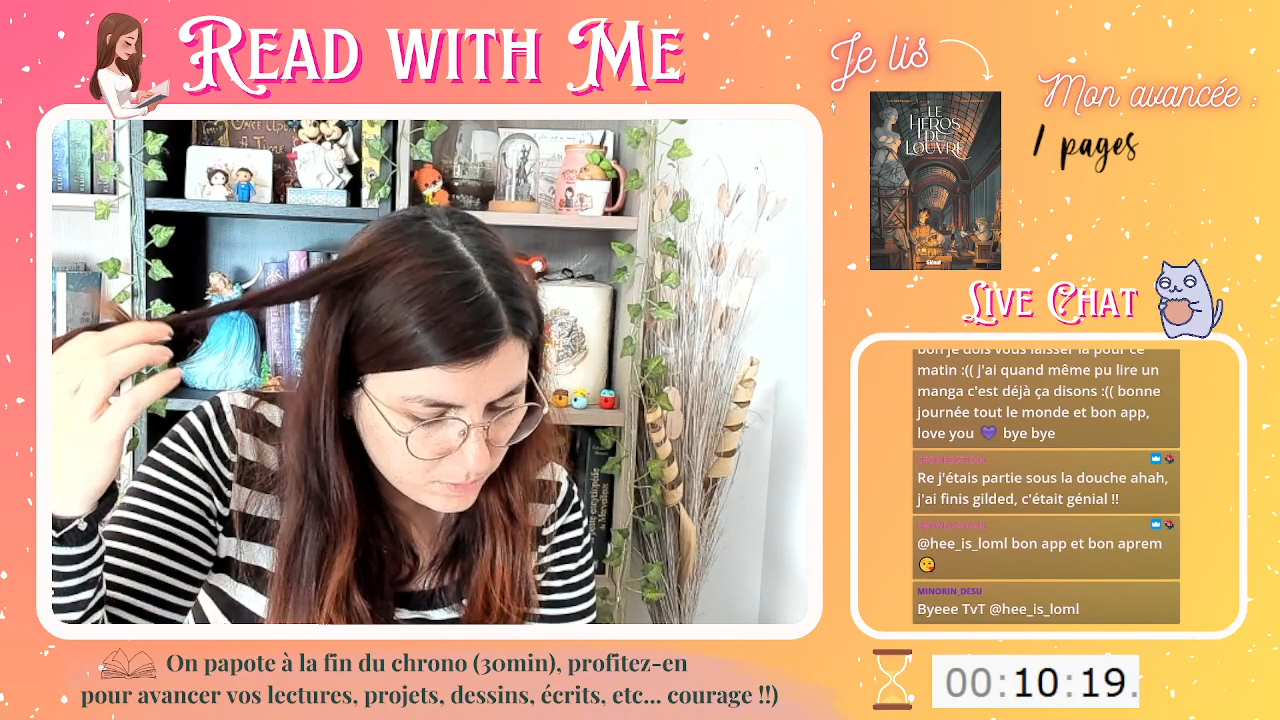 READ WITH ME
Je lis
Mon avancée :
/ pages
LE
HÉROS
DU
LOUVRE
Glénat
ONCE UPON
A TIME
LIVE CHAT
bon je dois vous laisser là pour ce
matin :(( j'ai quand même pu lire un
manga c'est déjà ça disons :(( bonne
journée tout le monde et bon app,
love you 💜 bye bye
Re j'étais partie sous la douche ahah,
j'ai finis gilded, c'était génial !!
@hee_is_loml bon app et bon aprem
😘
MINORIN_DESU
Byeee TvT @hee_is_loml
On papote à la fin du chrono (30min), profitez-en
pour avancer vos lectures, projets, dessins, écrits, etc... courage !!)
00:10:19.